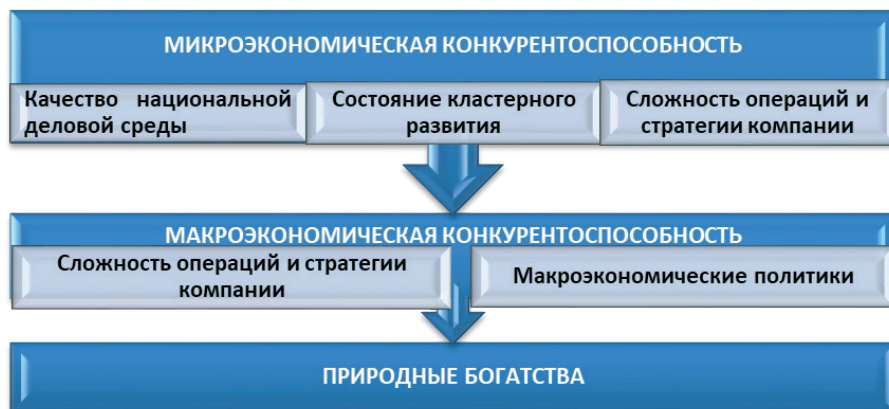 МИКРОЭКОНОМИЧЕСКАЯ КОНКУРЕНТОСПОСОБНОСТЬ
Качество национальной
деловой среды
Состояние кластерного
развития
Сложность операций и
стратегии компании
МАКРОЭКОНОМИЧЕСКАЯ КОНКУРЕНТОСПОСОБНОСТЬ
Сложность операций и стратегии
компании
Макроэкономические политики
ПРИРОДНЫЕ БОГАТСТВА